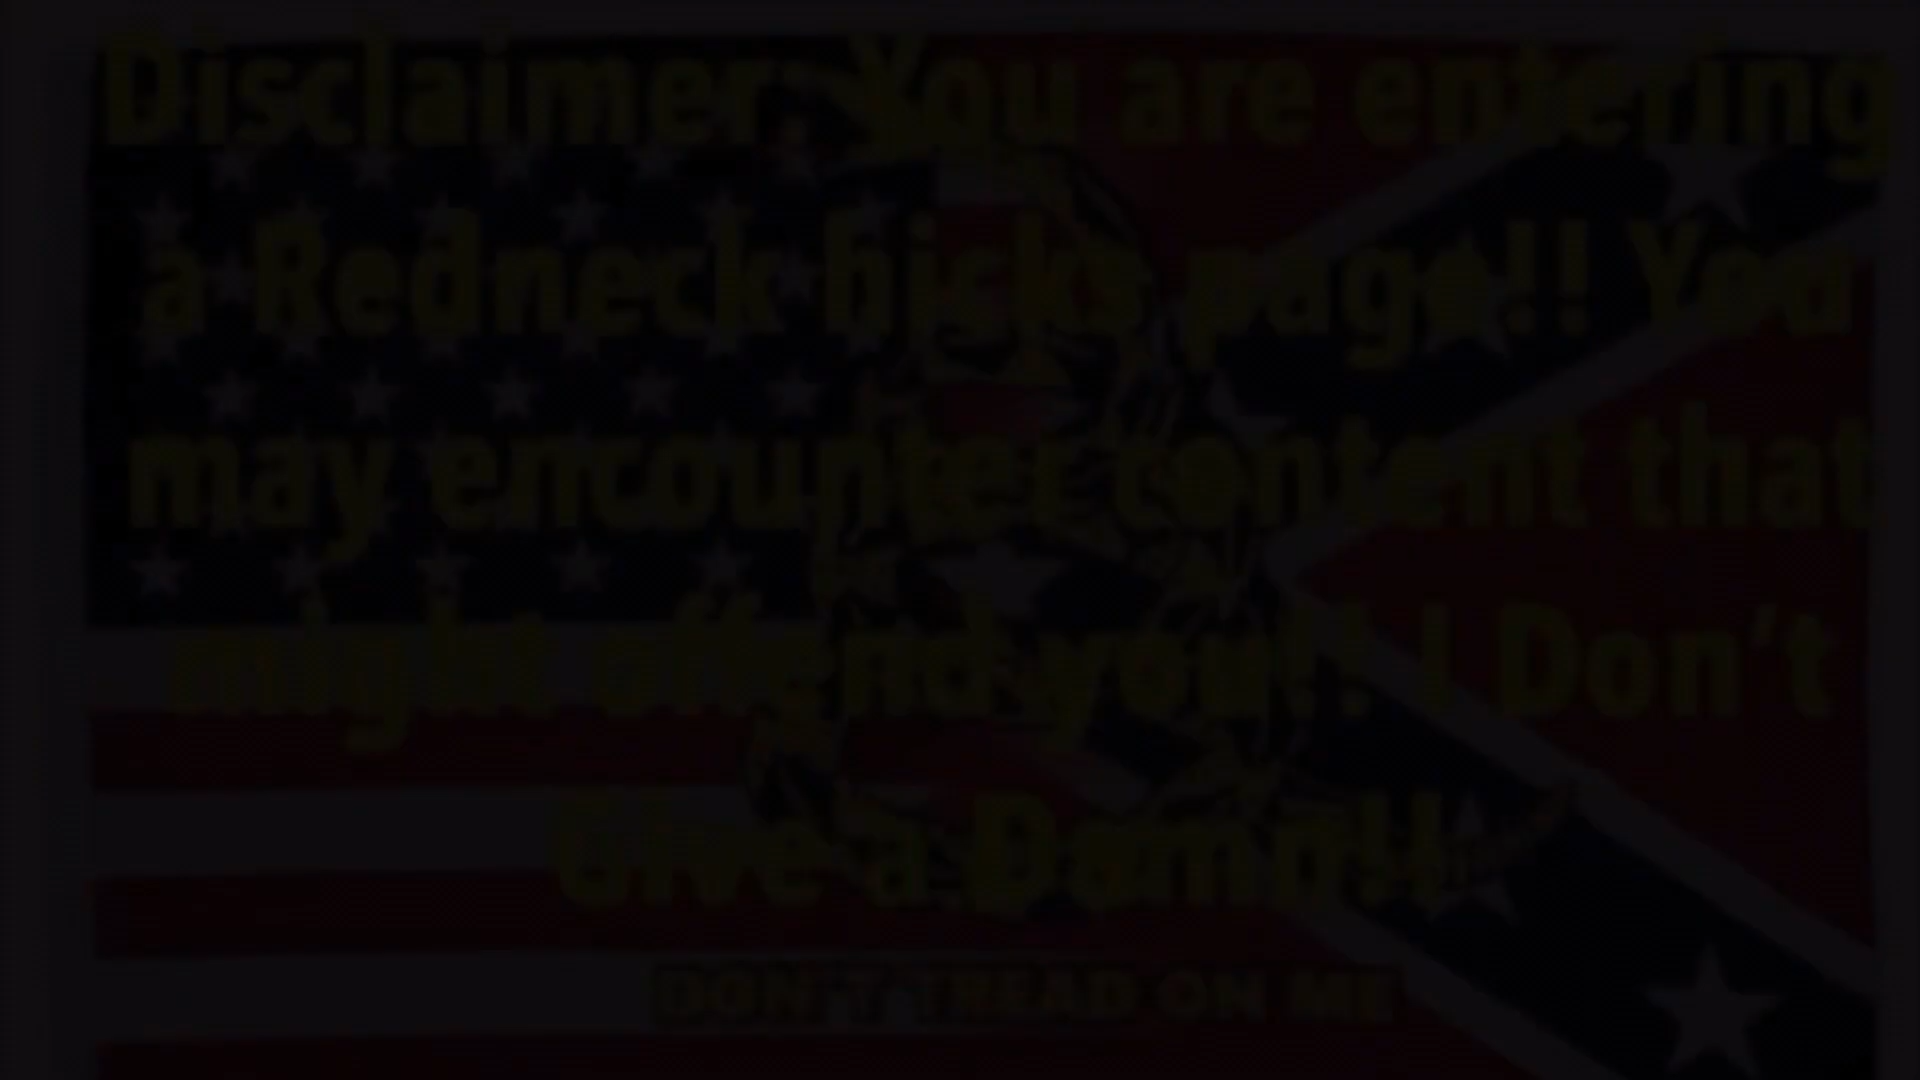 Disclaimer: You are entering
a Redneck hicks page!! You
may encounter content that
might offend you!! I Don't
Give a Damn!!
DON'T TREAD ON ME